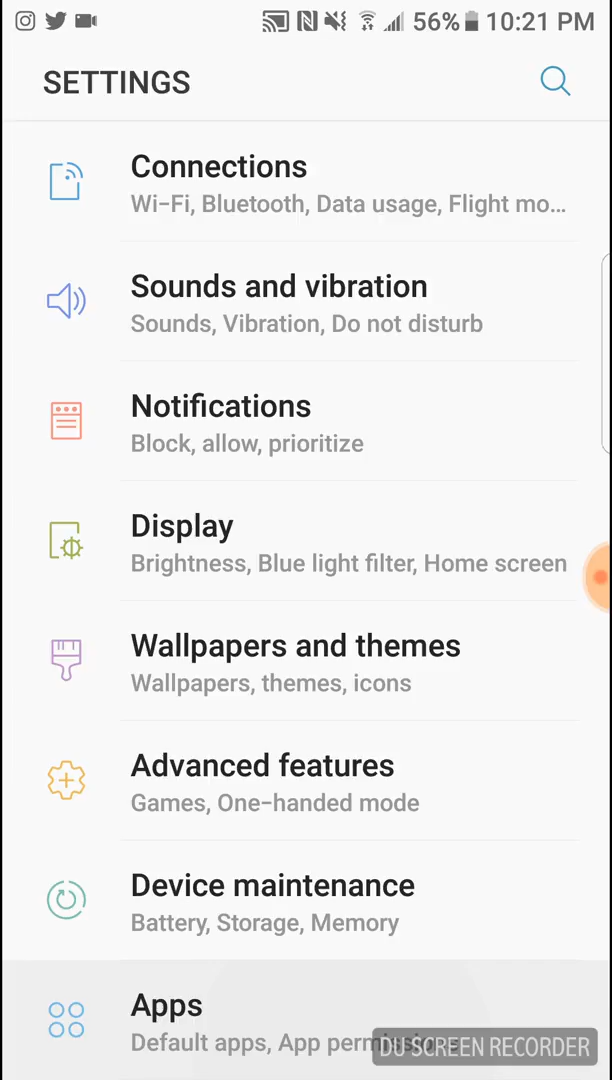 56% 10:21 PM
SETTINGS
Connections
Wi-Fi, Bluetooth, Data usage, Flight mo...
Sounds and vibration
Sounds, Vibration, Do not disturb
Notifications
Block, allow, prioritize
Display
Brightness, Blue light filter, Home screen
Wallpapers and themes
Wallpapers, themes, icons
Advanced features
Games, One-handed mode
Device maintenance
Battery, Storage, Memory
Apps
Default apps, App permissions
DU SCREEN RECORDER